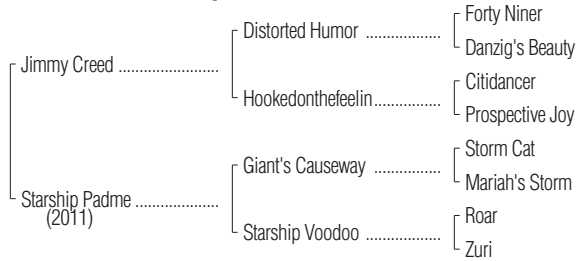 Forty Niner
Distorted Humor ..................
Danzig's Beauty
Jimmy Creed ........................
Citidancer
Hookedonthefeelin................
Prospective Joy
Storm Cat
Giant's Causeway ................
Mariah's Storm
Starship Padme ....................
(2011)
Roar
Starship Voodoo ..................
Zuri